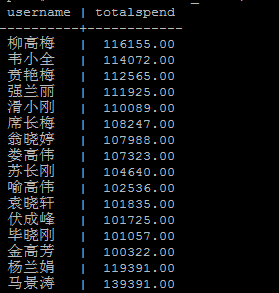 username | totalspend
----------+------------
柳高梅 | 116155.00
韦小全 | 114072.00
贲艳梅 | 112565.00
强兰丽 | 111925.00
滑小刚 | 110089.00
席长梅 | 108247.00
翁晓婷 | 107988.00
娄高伟 | 107323.00
苏长刚 | 104640.00
喻高伟 | 102536.00
袁晓轩 | 101835.00
伏成峰 | 101725.00
毕晓刚 | 101057.00
金高芳 | 100322.00
杨兰娟 | 119391.00
马景涛 | 139391.00